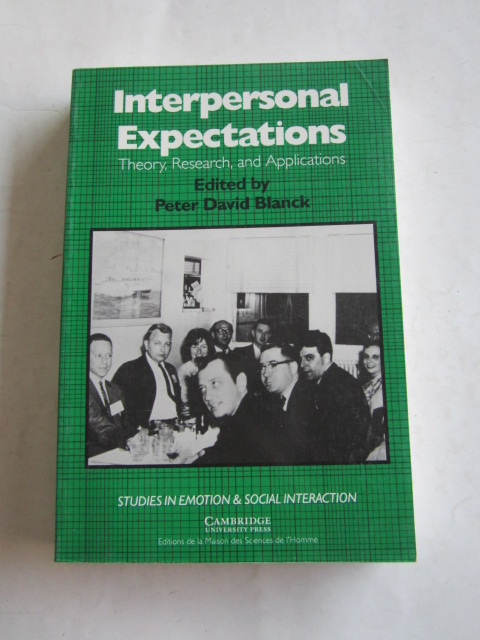 Interpersonal
Expectations
Theory, Research, and Applications
Edited by
Peter David Blanck
STUDIES IN EMOTION & SOCIAL INTERACTION
CAMBRIDGE
UNIVERSITY PRESS
Editions de la Maison des Sciences de l'Homme